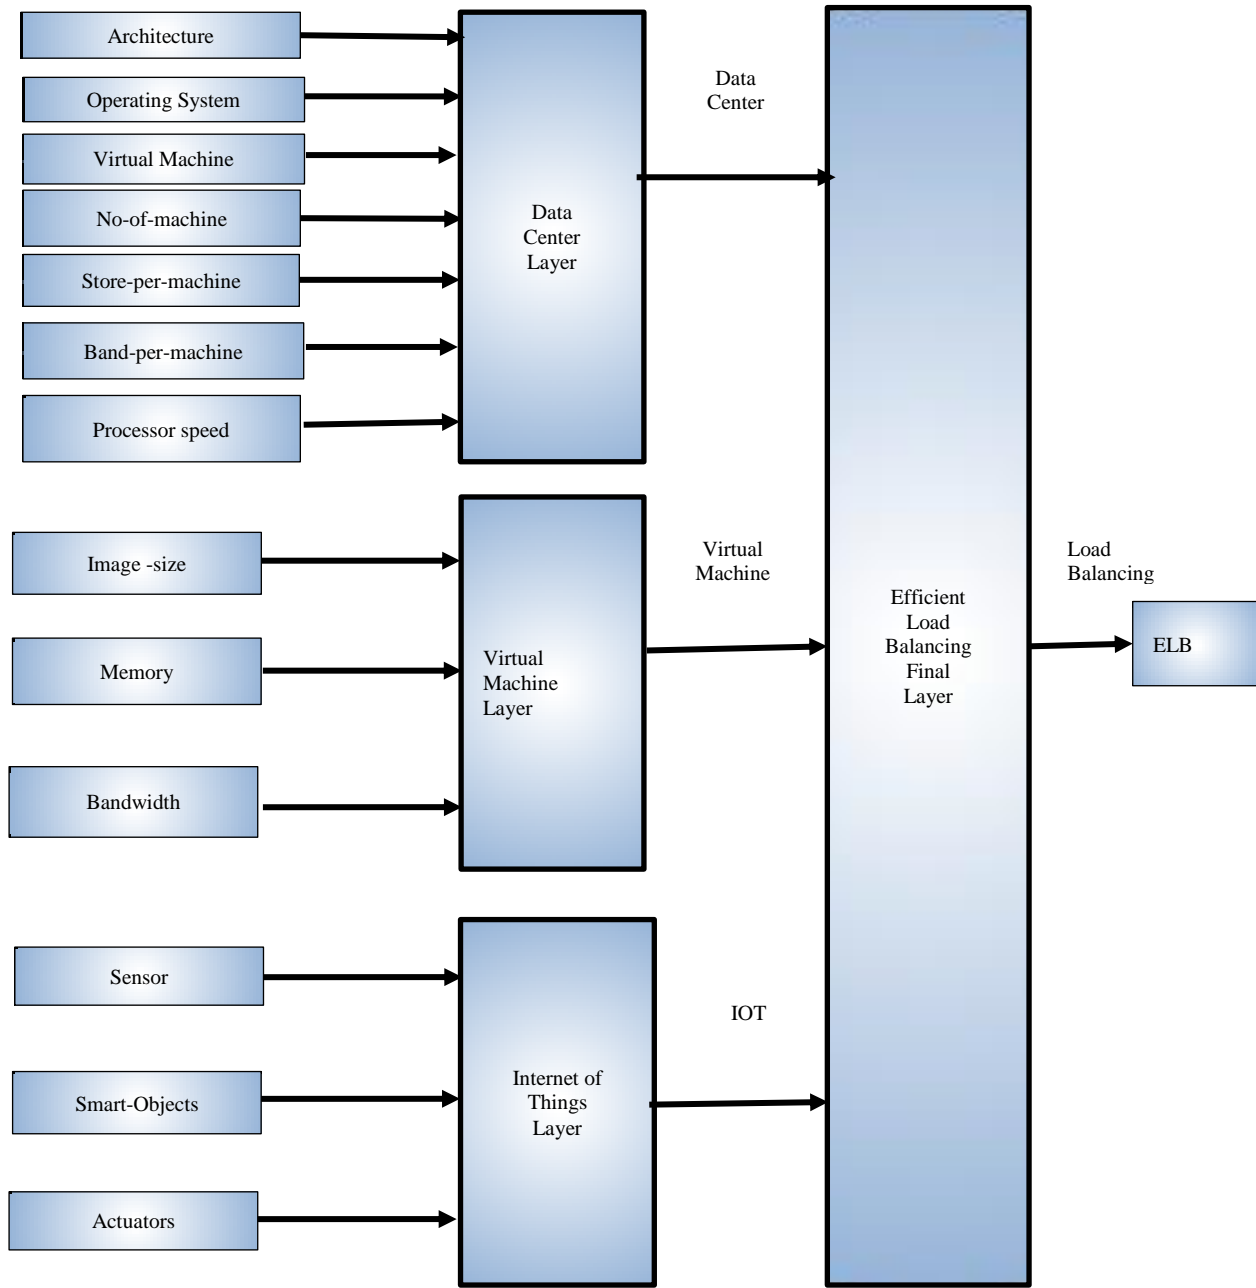 Architecture
Operating System
Virtual Machine
No-of-machine
Store-per-machine
Band-per-machine
Processor speed
Data
Center
Layer
Data
Center
Image -size
Memory
Bandwidth
Virtual
Machine
Layer
Virtual
Machine
Sensor
Smart-Objects
Actuators
Internet of
Things
Layer
IOT
Efficient
Load
Balancing
Final
Layer
Load
Balancing
ELB